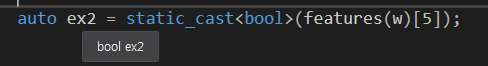 auto ex2 = static_cast<bool>(features(w)[5]);
bool ex2